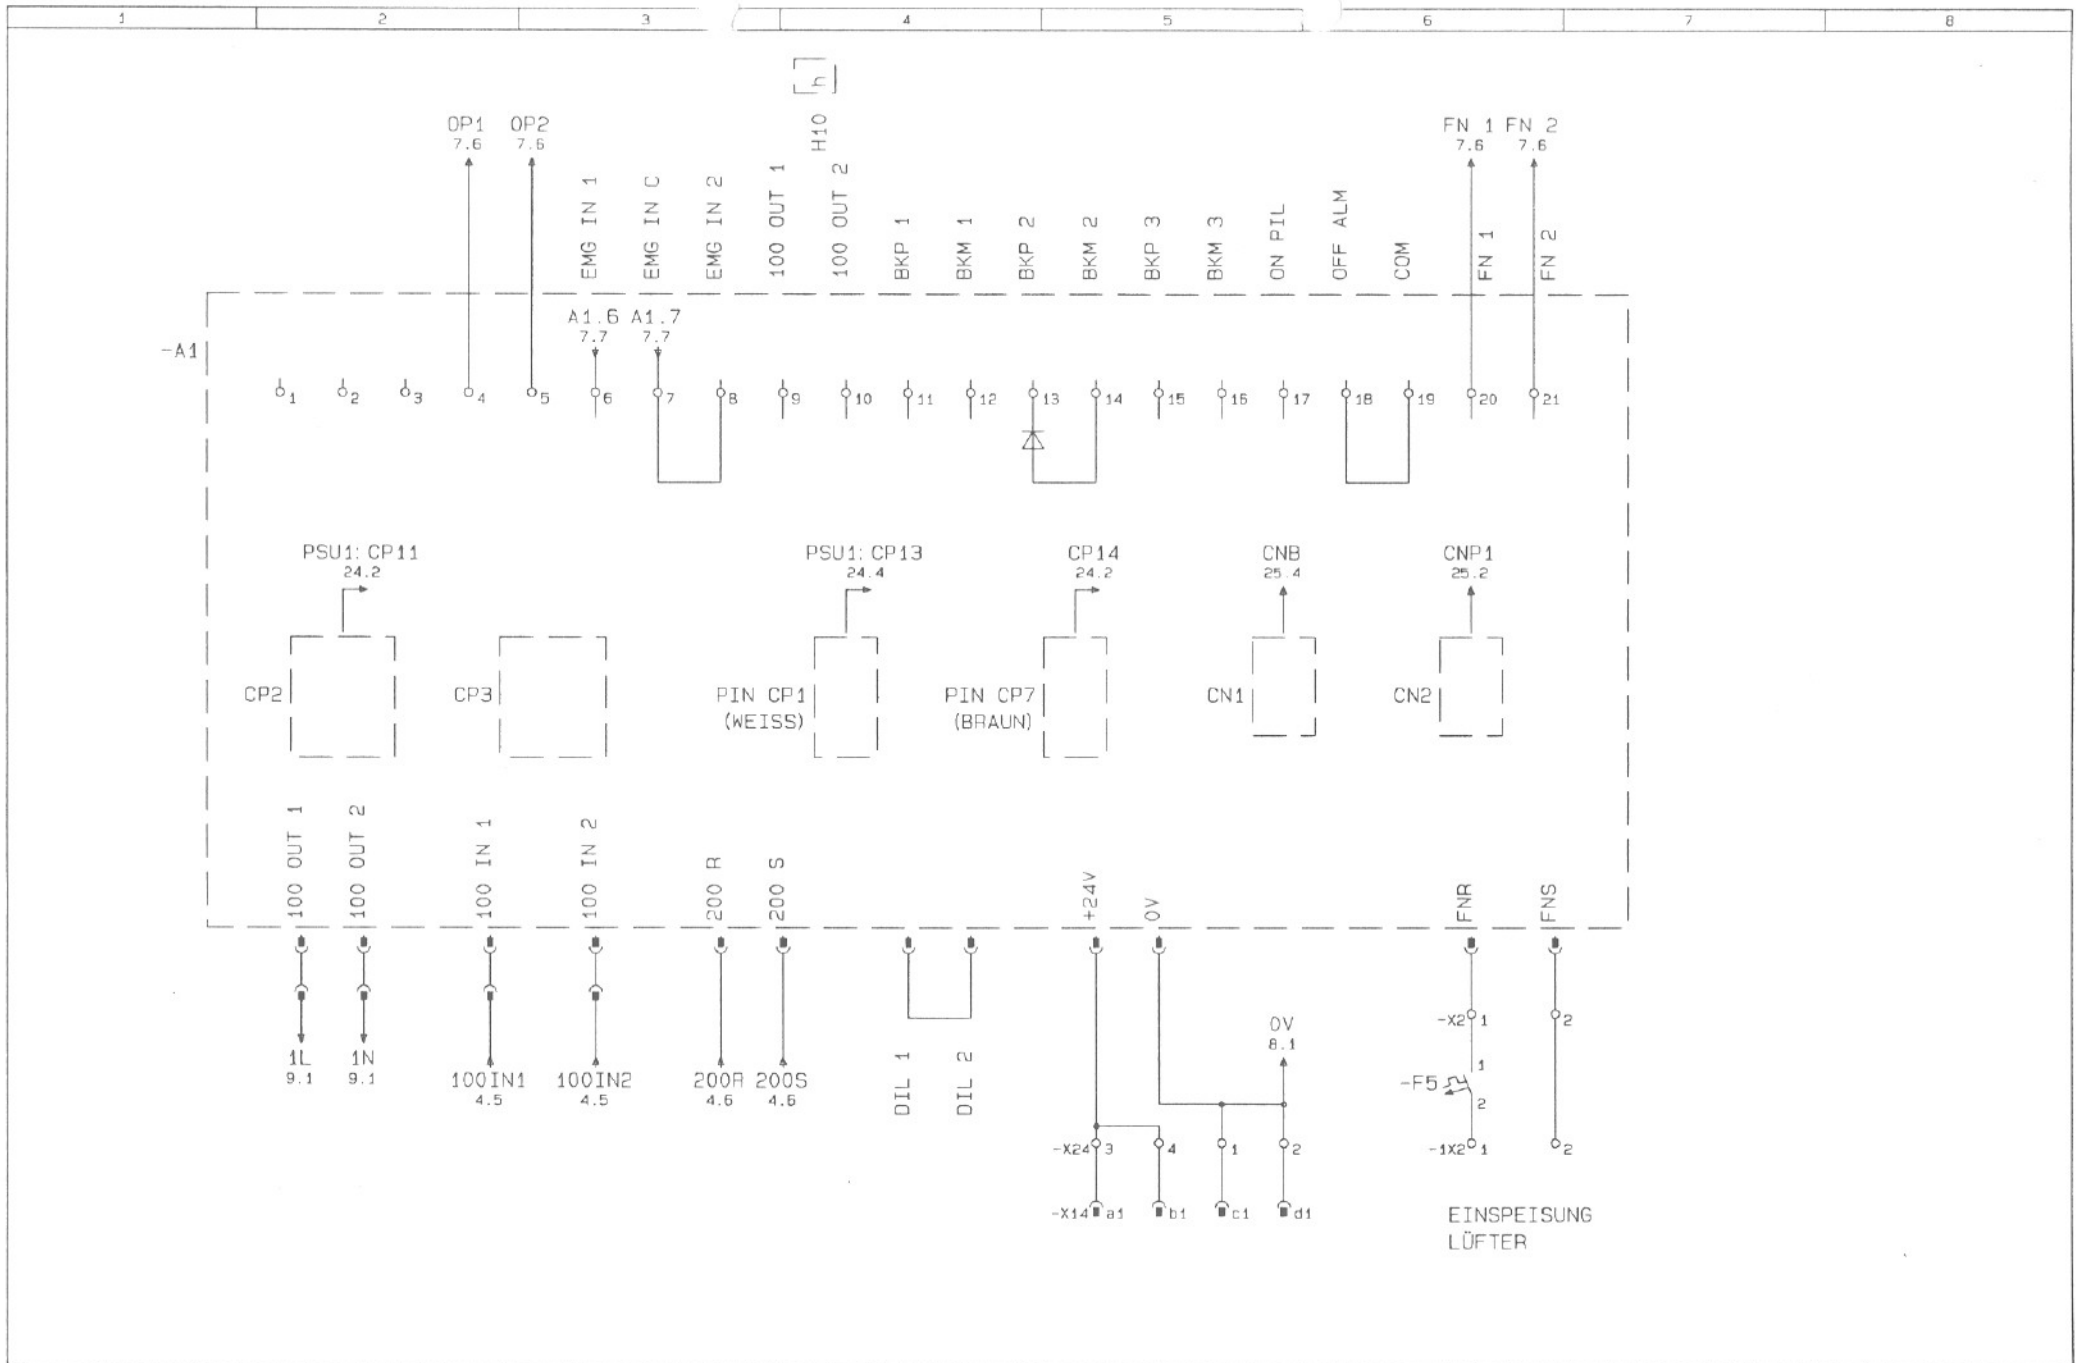 1 2 3 4 5 6 7 8
h
H10
OP1 OP2
7.6 7.6
FN 1 FN 2
7.6 7.6
EMG IN 1
EMG IN C
EMG IN 2
100 OUT 1
100 OUT 2
BKP 1
BKM 1
BKP 2
BKM 2
BKP 3
BKM 3
ON PIL
OFF ALM
COM
FN 1
FN 2
A1.6 A1.7
7.7 7.7
-A1
1 2 3 4 5 6 7 8 9 10 11 12 13 14 15 16 17 18 19 20 21
PSU1: CP11 PSU1: CP13 CP14 CNB CNP1
24.2 24.4 24.2 25.4 25.2
CP2 CP3 PIN CP1 PIN CP7 CN1 CN2
(WEISS) (BRAUN)
100 OUT 1
100 OUT 2
100 IN 1
100 IN 2
200 R
200 S
+24V
0V
FNR
FNS
-X2 1 2
0V
8.1
1L 1N
9.1 9.1
100IN1 100IN2 200R 200S
4.5 4.5 4.6 4.6
DIL 1
DIL 2
1
-F5
2
-X24 3 4 1 2
-1X2 1 2
-X14 a1 b1 c1 d1
EINSPEISUNG
LÜFTER